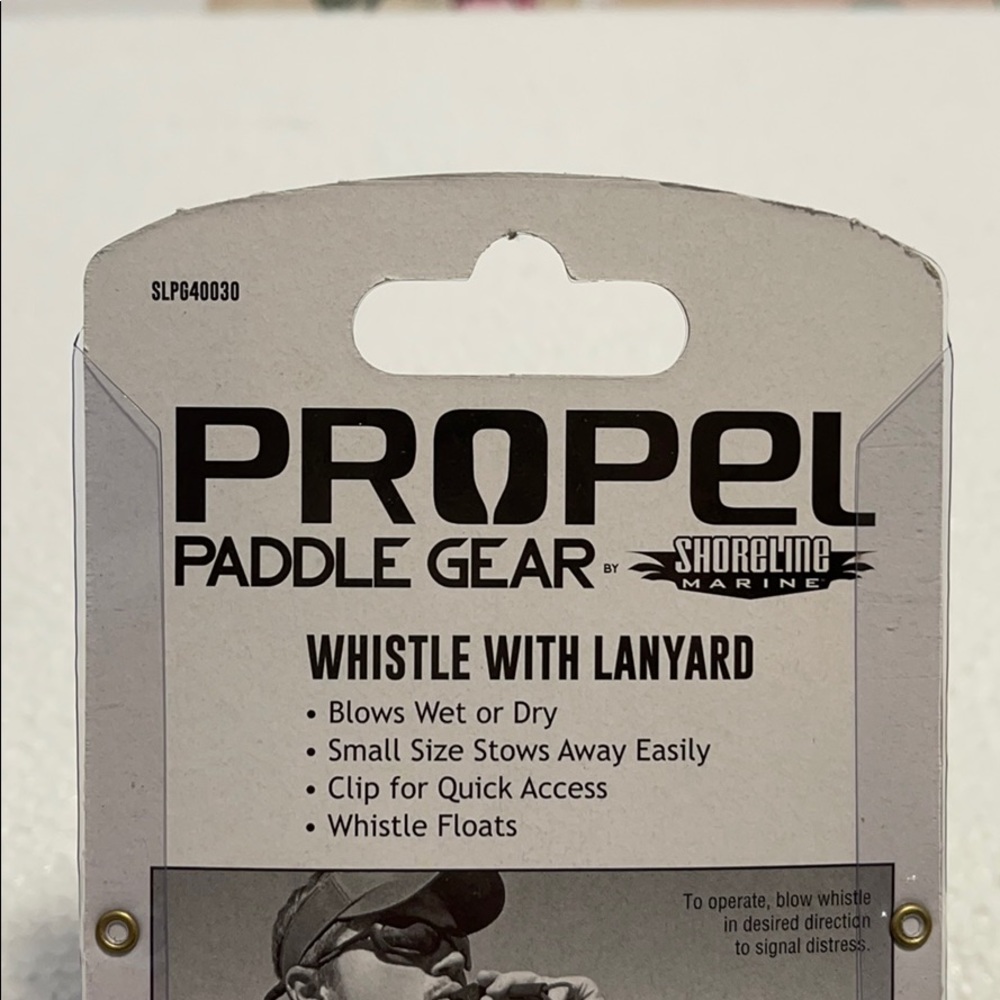 SLPG40030
PROPEL
PADDLE GEAR BY SHORELINE MARINE
WHISTLE WITH LANYARD
• Blows Wet or Dry
• Small Size Stows Away Easily
• Clip for Quick Access
• Whistle Floats
To operate, blow whistle
in desired direction
to signal distress.